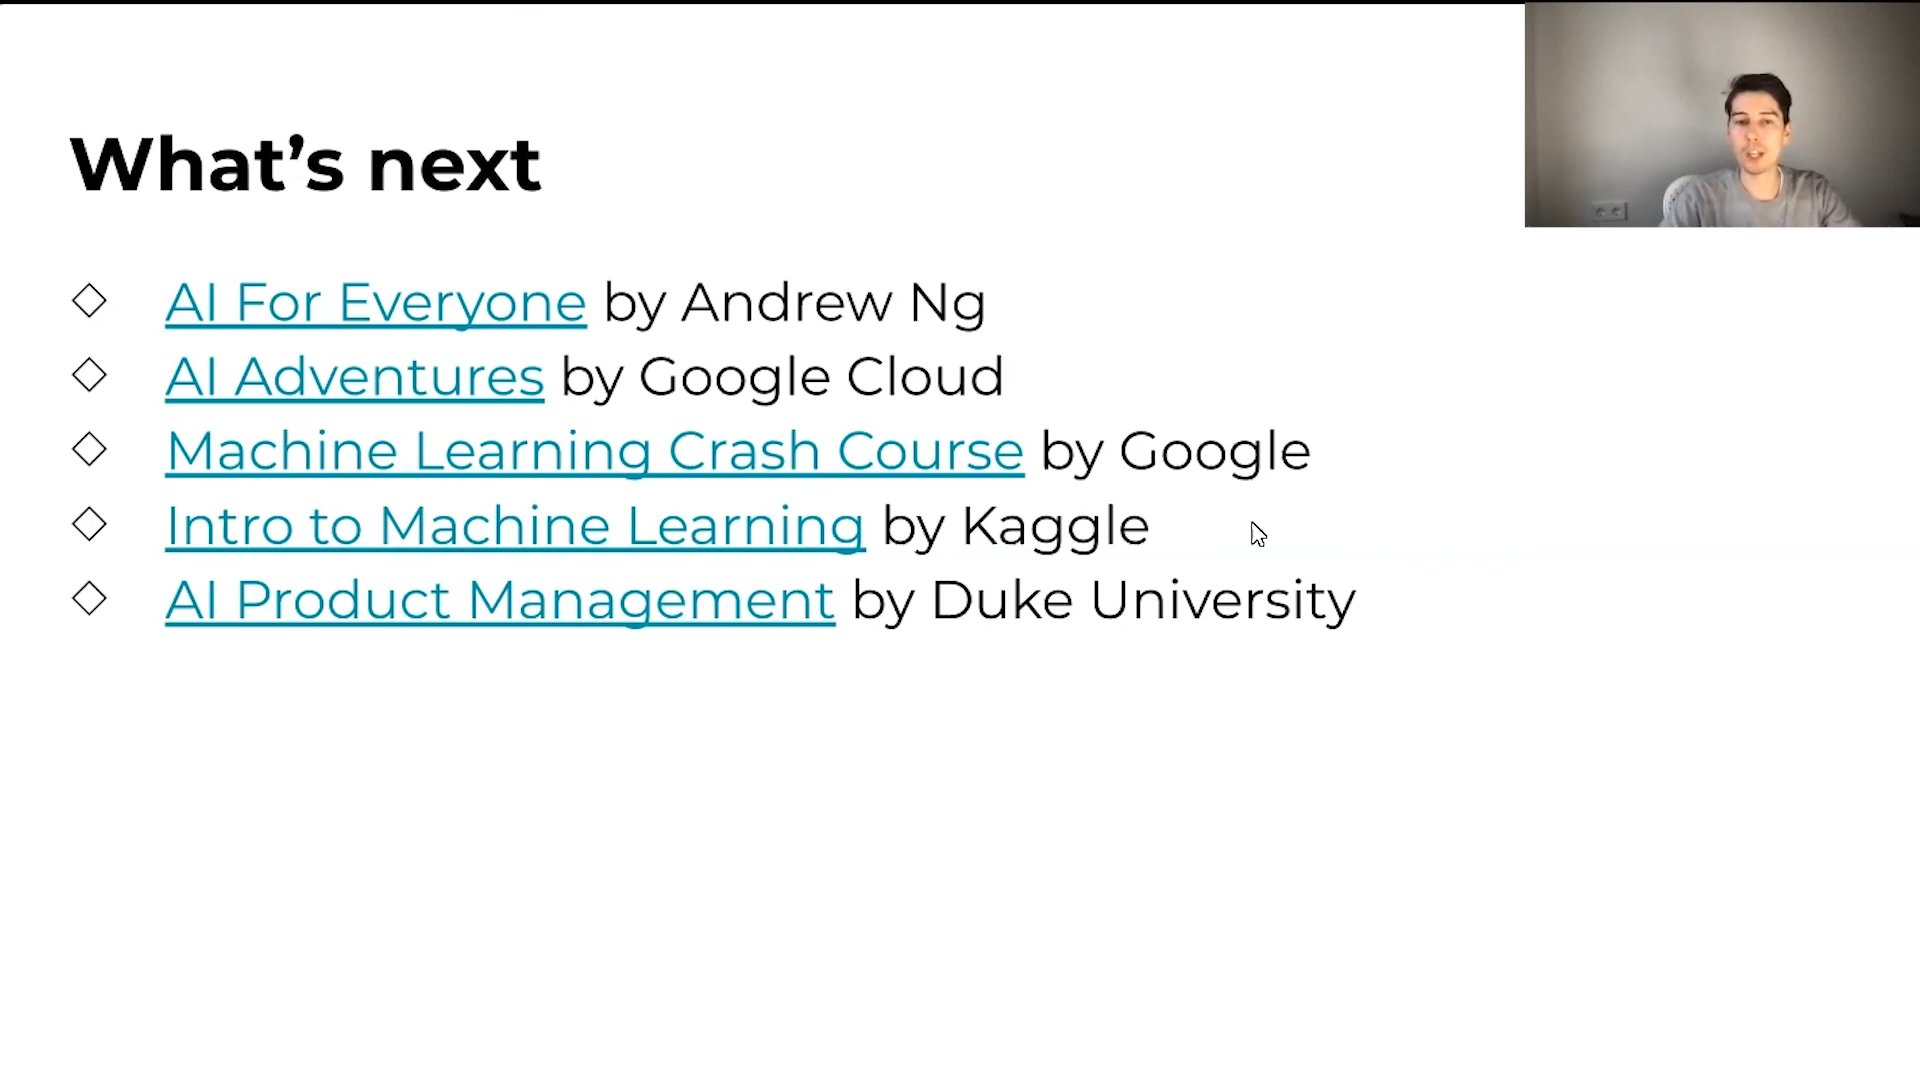 What’s next
AI For Everyone by Andrew Ng
AI Adventures by Google Cloud
Machine Learning Crash Course by Google
Intro to Machine Learning by Kaggle
AI Product Management by Duke University